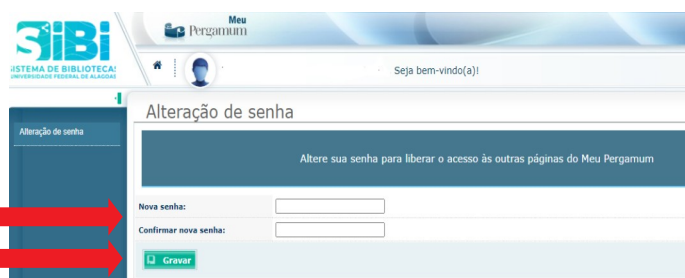 SiBi
SISTEMA DE BIBLIOTECAS
UNIVERSIDADE FEDERAL DE ALAGOAS
Meu
Pergamum
Seja bem-vindo(a)!
Alteração de senha
Alteração de senha
Altere sua senha para liberar o acesso às outras páginas do Meu Pergamum
Nova senha:
Confirmar nova senha:
Gravar